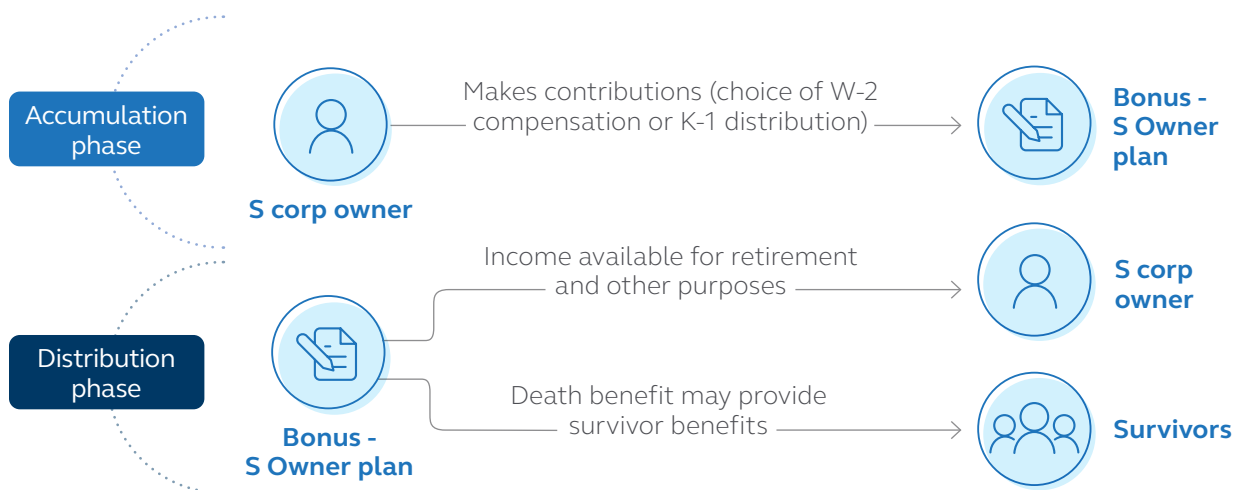 Accumulation
phase
S corp owner
Makes contributions (choice of W-2
compensation or K-1 distribution)
Bonus -
S Owner
plan
Distribution
phase
Bonus -
S Owner plan
Income available for retirement
and other purposes
S corp
owner
Death benefit may provide
survivor benefits
Survivors